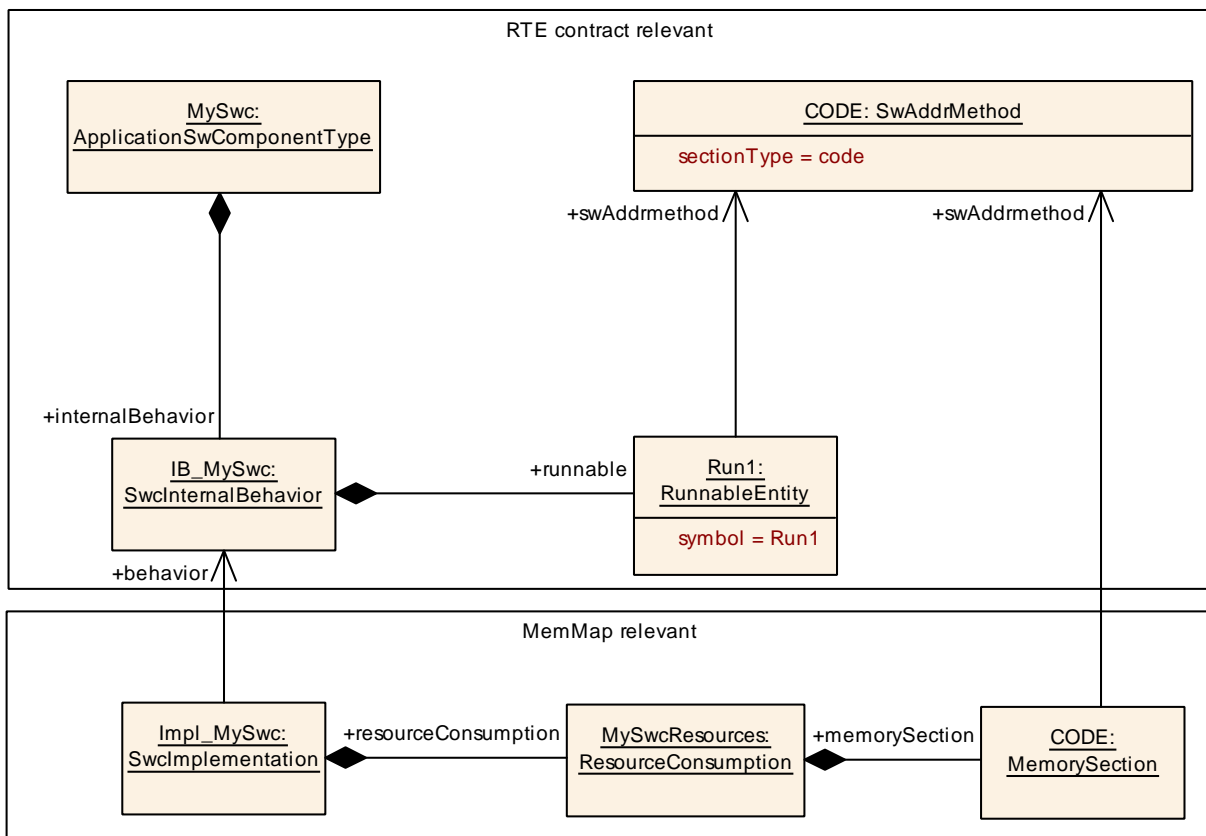 RTE contract relevant
MySwc:
ApplicationSwComponentType
CODE: SwAddrMethod
sectionType = code
+swAddrmethod
+swAddrmethod
+internalBehavior
IB_MySwc:
SwcInternalBehavior
+runnable
Run1:
RunnableEntity
symbol = Run1
+behavior
MemMap relevant
Impl_MySwc:
SwcImplementation
+resourceConsumption
MySwcResources:
ResourceConsumption
+memorySection
CODE:
MemorySection